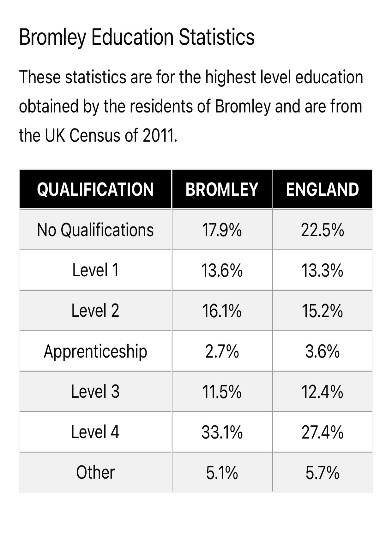 Bromley Education Statistics
These statistics are for the highest level education
obtained by the residents of Bromley and are from
the UK Census of 2011.
QUALIFICATION BROMLEY ENGLAND
No Qualifications 17.9% 22.5%
Level 1 13.6% 13.3%
Level 2 16.1% 15.2%
Apprenticeship 2.7% 3.6%
Level 3 11.5% 12.4%
Level 4 33.1% 27.4%
Other 5.1% 5.7%